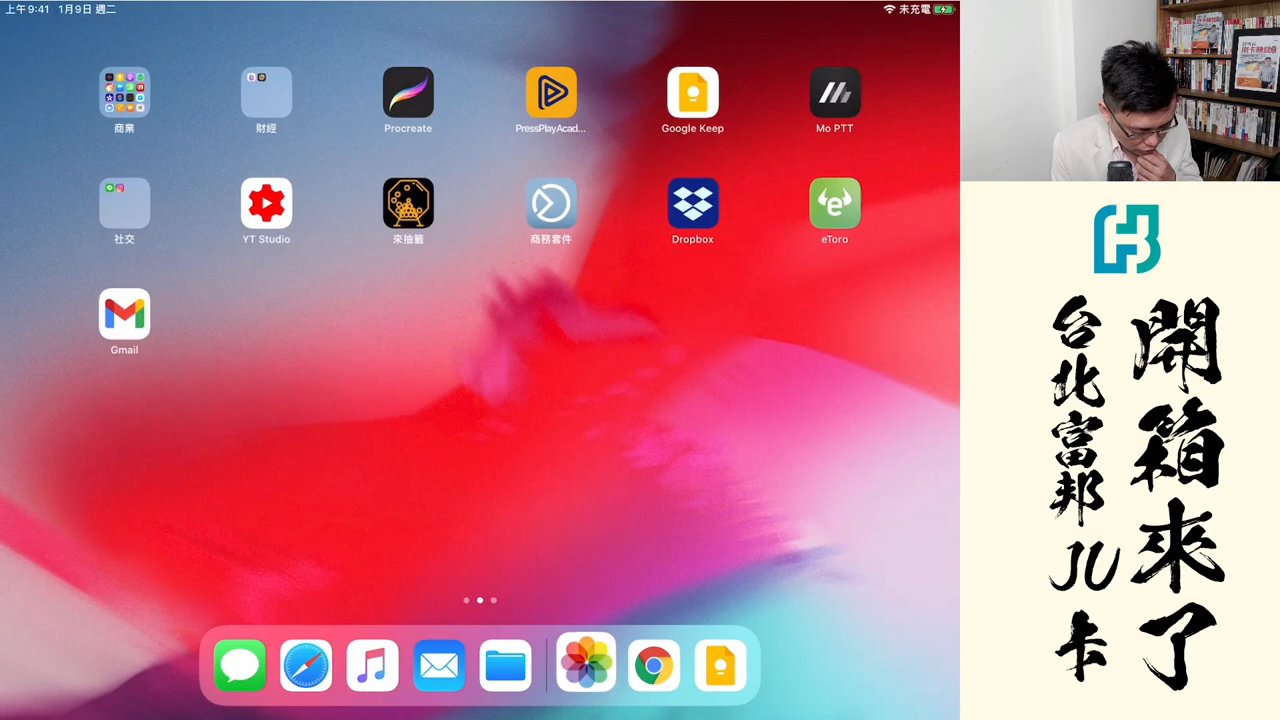 上午9:41 1月9日 週二
未充電
商業
財經
Procreate
PressPlayAcad...
Google Keep
Mo PTT
社交
YT Studio
來抽籤
商務套件
Dropbox
eToro
Gmail
開箱來了
台北富邦JU卡